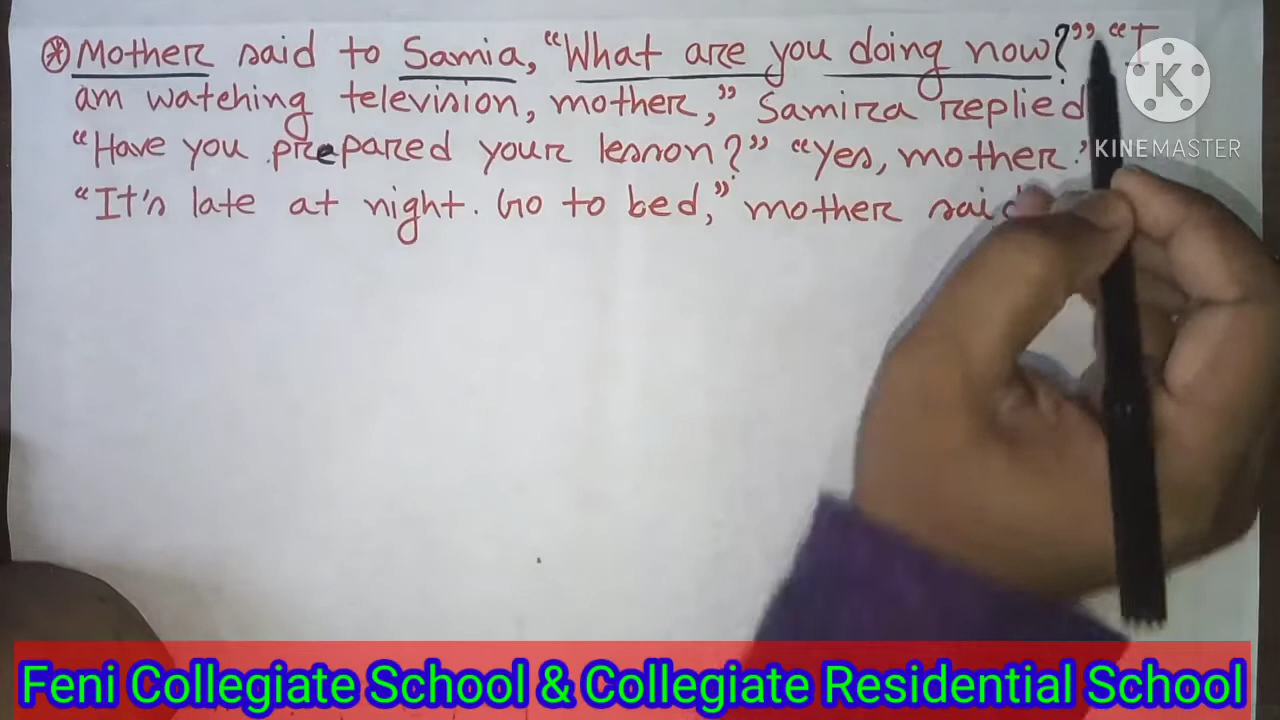 ⊛ Mother said to Samia, “What are you doing now?” “I
am watching television, mother,” Samira replied
“Have you prepared your lesson?” “Yes, mother.”
“It's late at night. Go to bed,” mother said
KINEMASTER
Feni Collegiate School & Collegiate Residential School